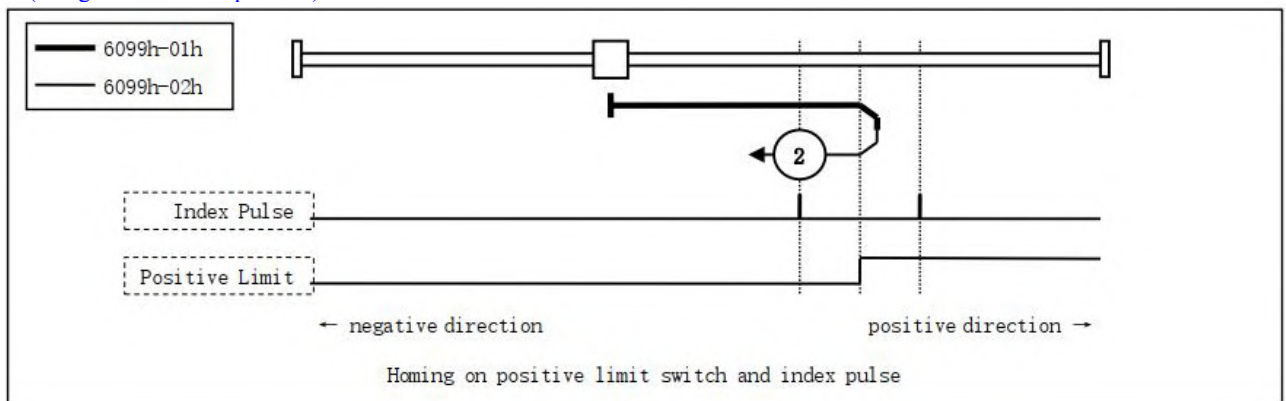 6099h-01h
6099h-02h
2
Index Pulse
Positive Limit
← negative direction
positive direction →
Homing on positive limit switch and index pulse